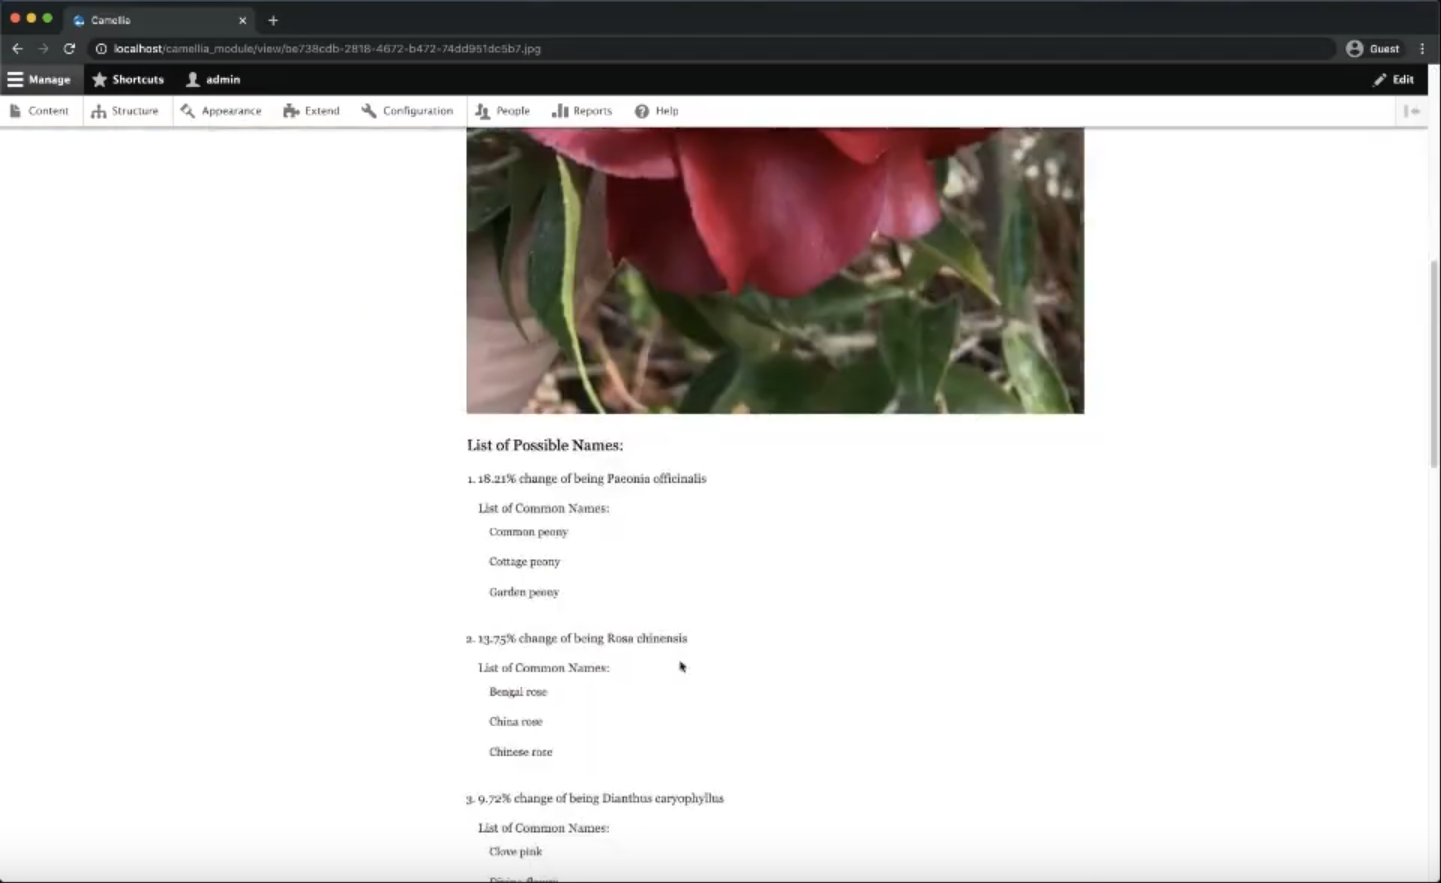 Camellia
localhost/camellia_module/view/be738cdb-2818-4672-b472-74dd951dc5b7.jpg
Guest
Manage Shortcuts admin Edit
Content Structure Appearance Extend Configuration People Reports Help
List of Possible Names:
1. 18.21% change of being Paeonia officinalis
List of Common Names:
Common peony
Cottage peony
Garden peony
2. 13.75% change of being Rosa chinensis
List of Common Names:
Bengal rose
China rose
Chinese rose
3. 9.72% change of being Dianthus caryophyllus
List of Common Names:
Clove pink